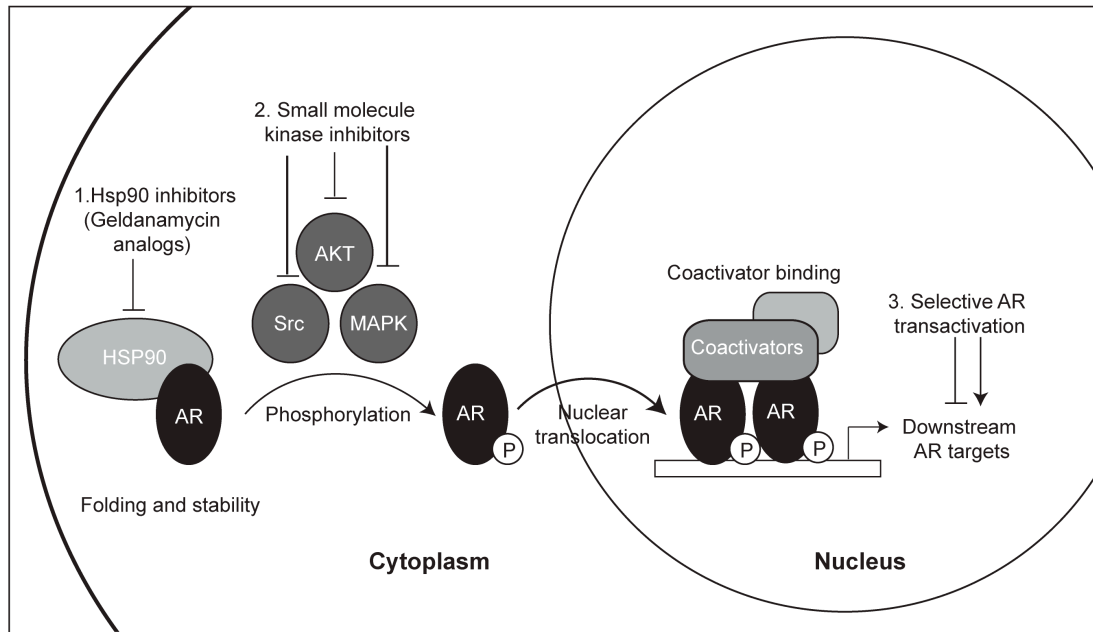 2. Small molecule
kinase inhibitors
1.Hsp90 inhibitors
(Geldanamycin
analogs)
AKT
Src
MAPK
HSP90
AR
Phosphorylation
Folding and stability
AR
P
Nuclear
translocation
Coactivator binding
Coactivators
AR
AR
P
P
3. Selective AR
transactivation
Downstream
AR targets
Cytoplasm
Nucleus